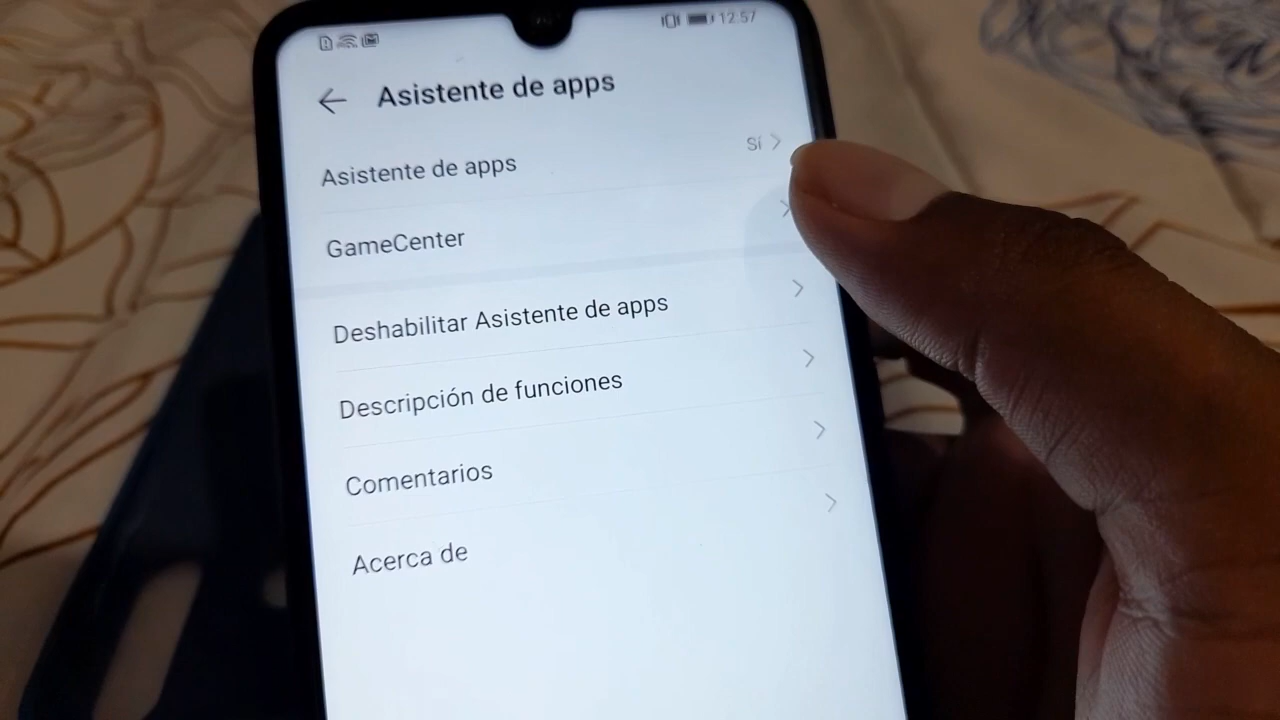 12:57
Asistente de apps
Asistente de apps Sí
GameCenter
Deshabilitar Asistente de apps
Descripción de funciones
Comentarios
Acerca de